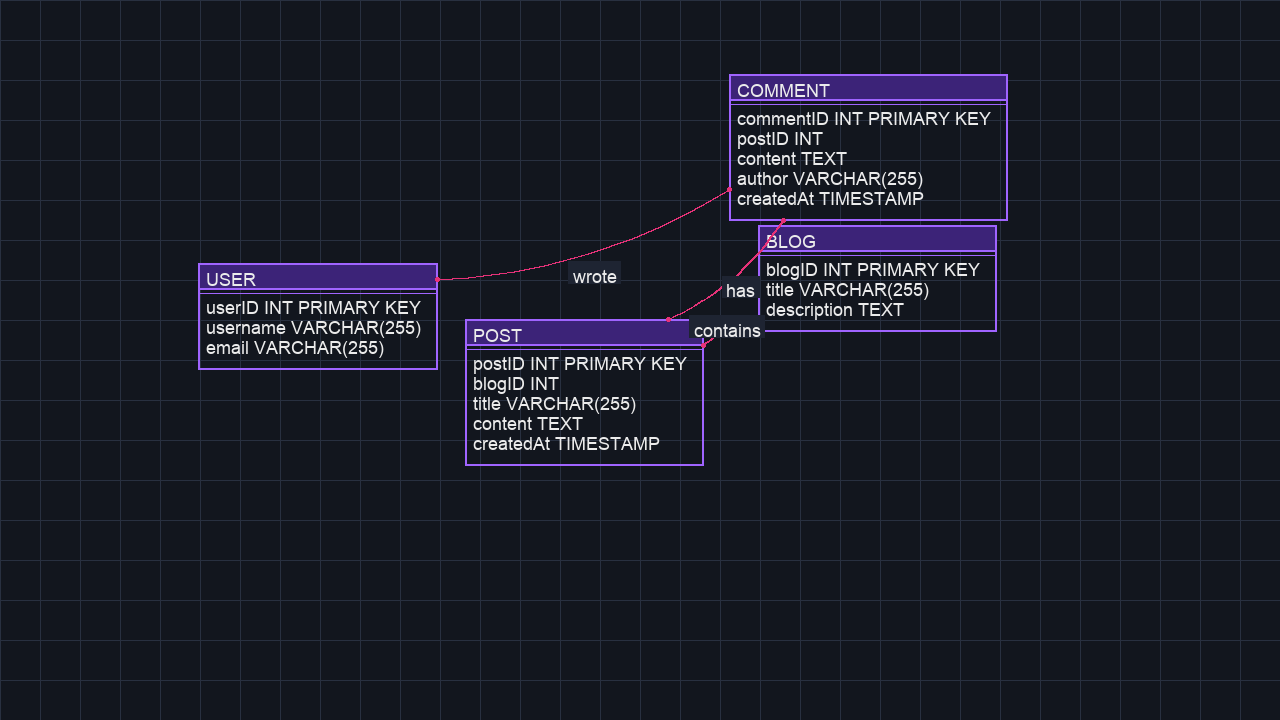 COMMENT
commentID INT PRIMARY KEY
postID INT
content TEXT
author VARCHAR(255)
createdAt TIMESTAMP
BLOG
blogID INT PRIMARY KEY
title VARCHAR(255)
description TEXT
USER
userID INT PRIMARY KEY
username VARCHAR(255)
email VARCHAR(255)
wrote
has
contains
POST
postID INT PRIMARY KEY
blogID INT
title VARCHAR(255)
content TEXT
createdAt TIMESTAMP